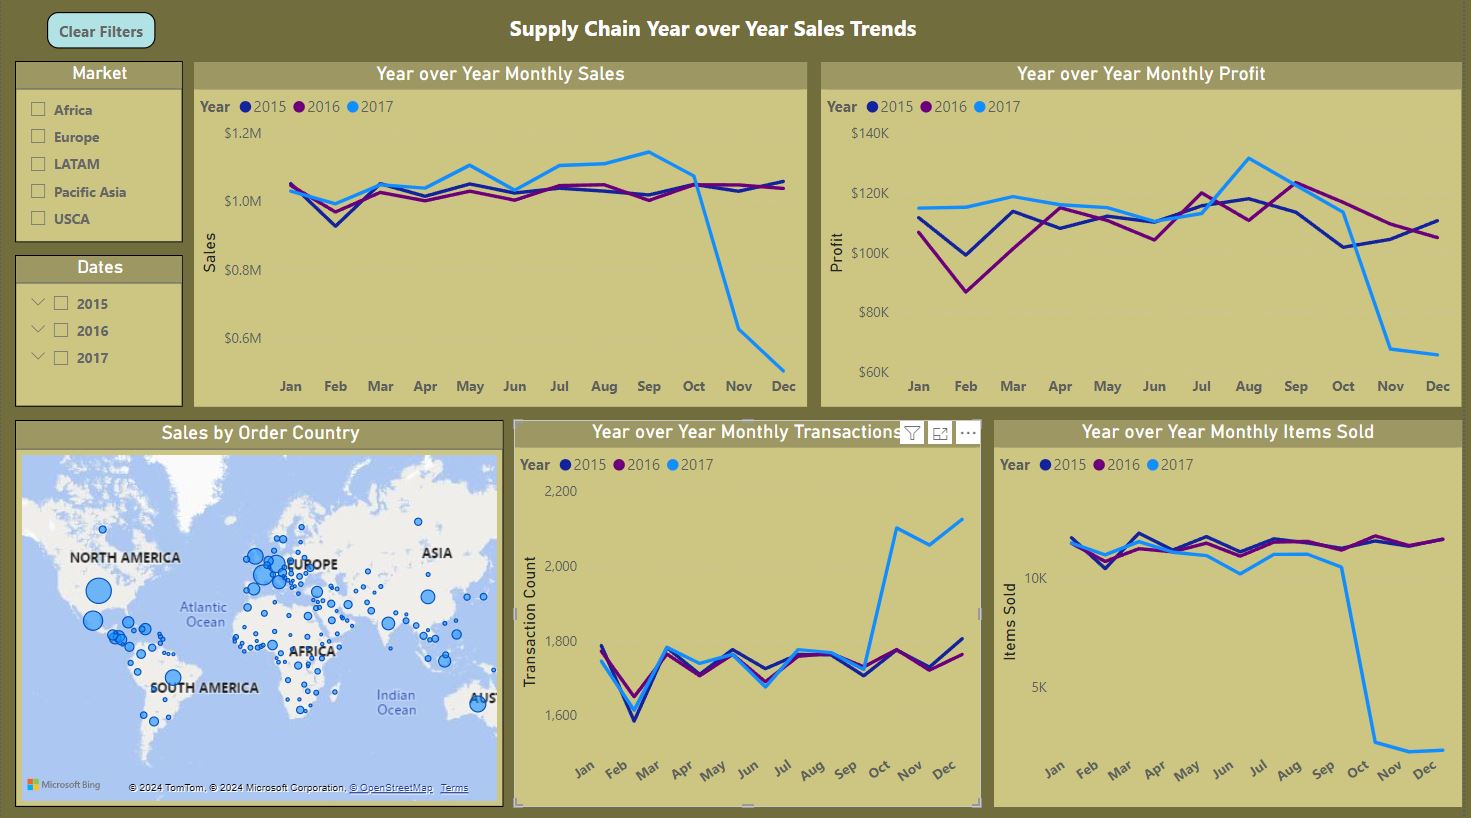 Clear Filters
Supply Chain Year over Year Sales Trends
Market
Africa
Europe
LATAM
Pacific Asia
USCA
Dates
2015
2016
2017
Year over Year Monthly Sales
Year 2015 2016 2017
Sales
$1.2M
$1.0M
$0.8M
$0.6M
Jan Feb Mar Apr May Jun Jul Aug Sep Oct Nov Dec
Year over Year Monthly Profit
Year 2015 2016 2017
Profit
$140K
$120K
$100K
$80K
$60K
Jan Feb Mar Apr May Jun Jul Aug Sep Oct Nov Dec
Sales by Order Country
NORTH AMERICA
EUROPE
ASIA
Atlantic
Ocean
AFRICA
SOUTH AMERICA
Indian
Ocean
AUS
Microsoft Bing
© 2024 TomTom, © 2024 Microsoft Corporation, © OpenStreetMap Terms
Year over Year Monthly Transactions
Year 2015 2016 2017
Transaction Count
2,200
2,000
1,800
1,600
Jan Feb Mar Apr May Jun Jul Aug Sep Oct Nov Dec
Year over Year Monthly Items Sold
Year 2015 2016 2017
Items Sold
10K
5K
Jan Feb Mar Apr May Jun Jul Aug Sep Oct Nov Dec